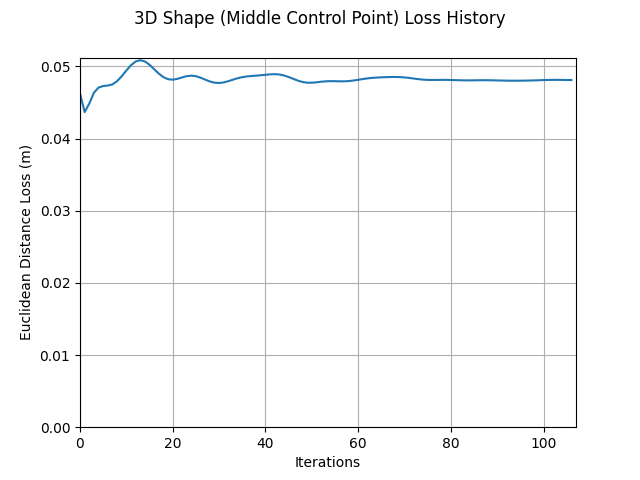 3D Shape (Middle Control Point) Loss History
0.05
0.04
0.03
0.02
0.01
0.00
Euclidean Distance Loss (m)
0 20 40 60 80 100
Iterations